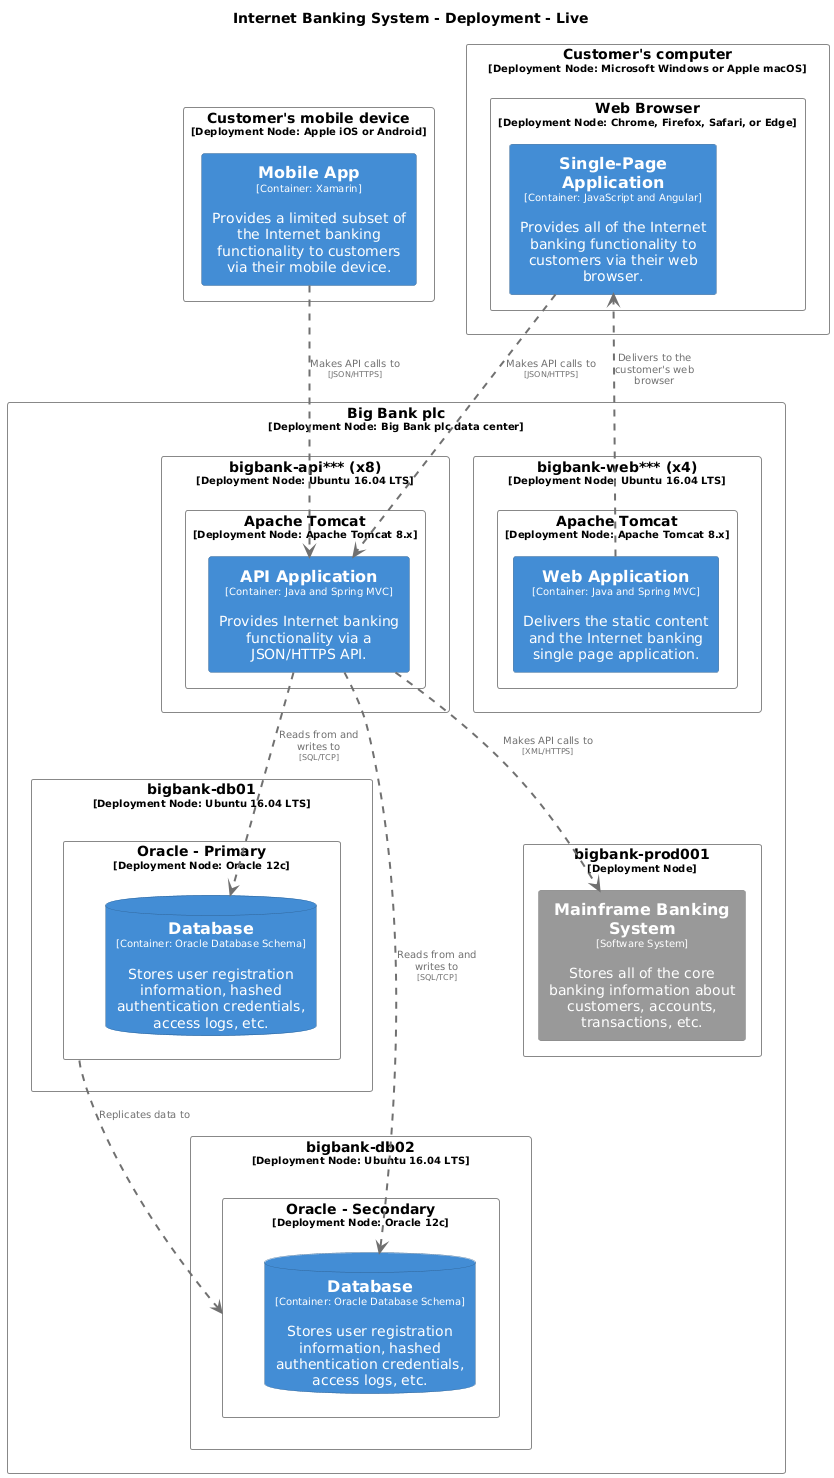 Internet Banking System - Deployment - Live
Customer's computer
[Deployment Node: Microsoft Windows or Apple macOS]
Web Browser
[Deployment Node: Chrome, Firefox, Safari, or Edge]
Single-Page
Application
[Container: JavaScript and Angular]
Provides all of the Internet
banking functionality to
customers via their web
browser.
Customer's mobile device
[Deployment Node: Apple iOS or Android]
Mobile App
[Container: Xamarin]
Provides a limited subset of
the Internet banking
functionality to customers
via their mobile device.
Makes API calls to
[JSON/HTTPS]
Makes API calls to
[JSON/HTTPS]
Delivers to the
customer's web
browser
Big Bank plc
[Deployment Node: Big Bank plc data center]
bigbank-api*** (x8)
[Deployment Node: Ubuntu 16.04 LTS]
Apache Tomcat
[Deployment Node: Apache Tomcat 8.x]
API Application
[Container: Java and Spring MVC]
Provides Internet banking
functionality via a
JSON/HTTPS API.
bigbank-web*** (x4)
[Deployment Node: Ubuntu 16.04 LTS]
Apache Tomcat
[Deployment Node: Apache Tomcat 8.x]
Web Application
[Container: Java and Spring MVC]
Delivers the static content
and the Internet banking
single page application.
Reads from and
writes to
[SQL/TCP]
Makes API calls to
[XML/HTTPS]
bigbank-db01
[Deployment Node: Ubuntu 16.04 LTS]
Oracle - Primary
[Deployment Node: Oracle 12c]
Database
[Container: Oracle Database Schema]
Stores user registration
information, hashed
authentication credentials,
access logs, etc.
Reads from and
writes to
[SQL/TCP]
bigbank-prod001
[Deployment Node]
Mainframe Banking
System
[Software System]
Stores all of the core
banking information about
customers, accounts,
transactions, etc.
Replicates data to
bigbank-db02
[Deployment Node: Ubuntu 16.04 LTS]
Oracle - Secondary
[Deployment Node: Oracle 12c]
Database
[Container: Oracle Database Schema]
Stores user registration
information, hashed
authentication credentials,
access logs, etc.